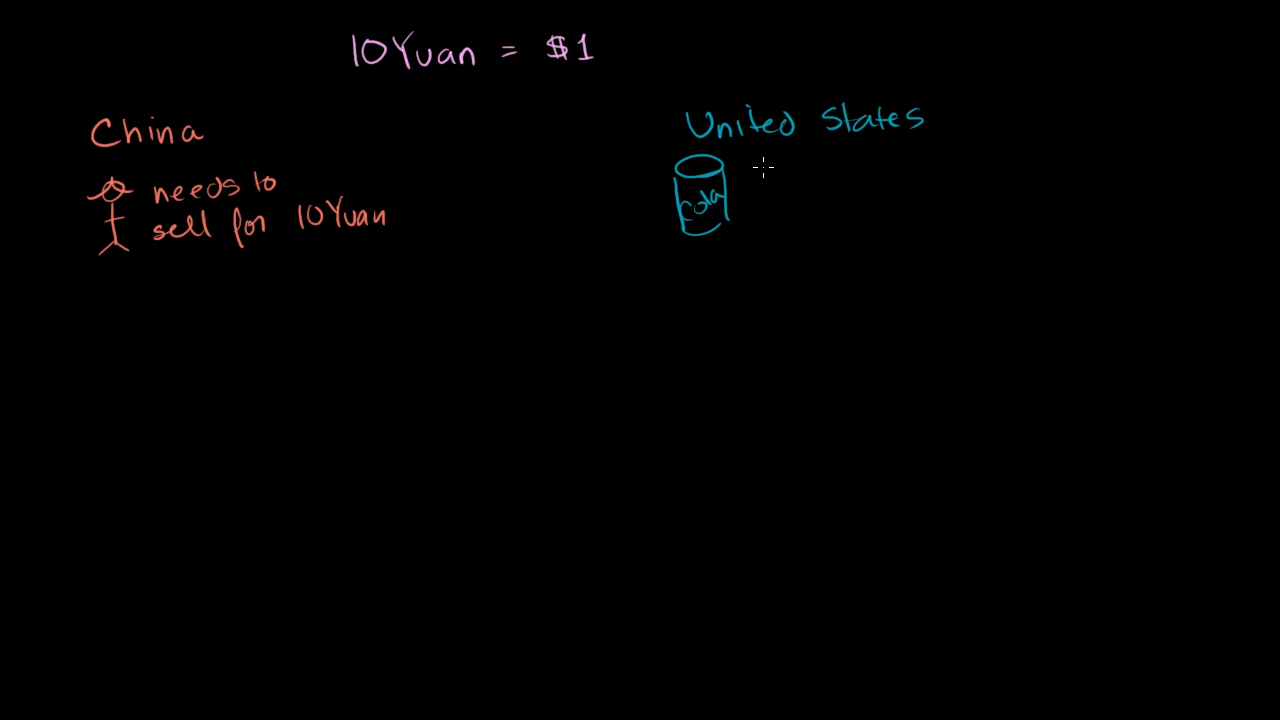 10Yuan = $1
China
needs to
sell for 10Yuan
United States
cola